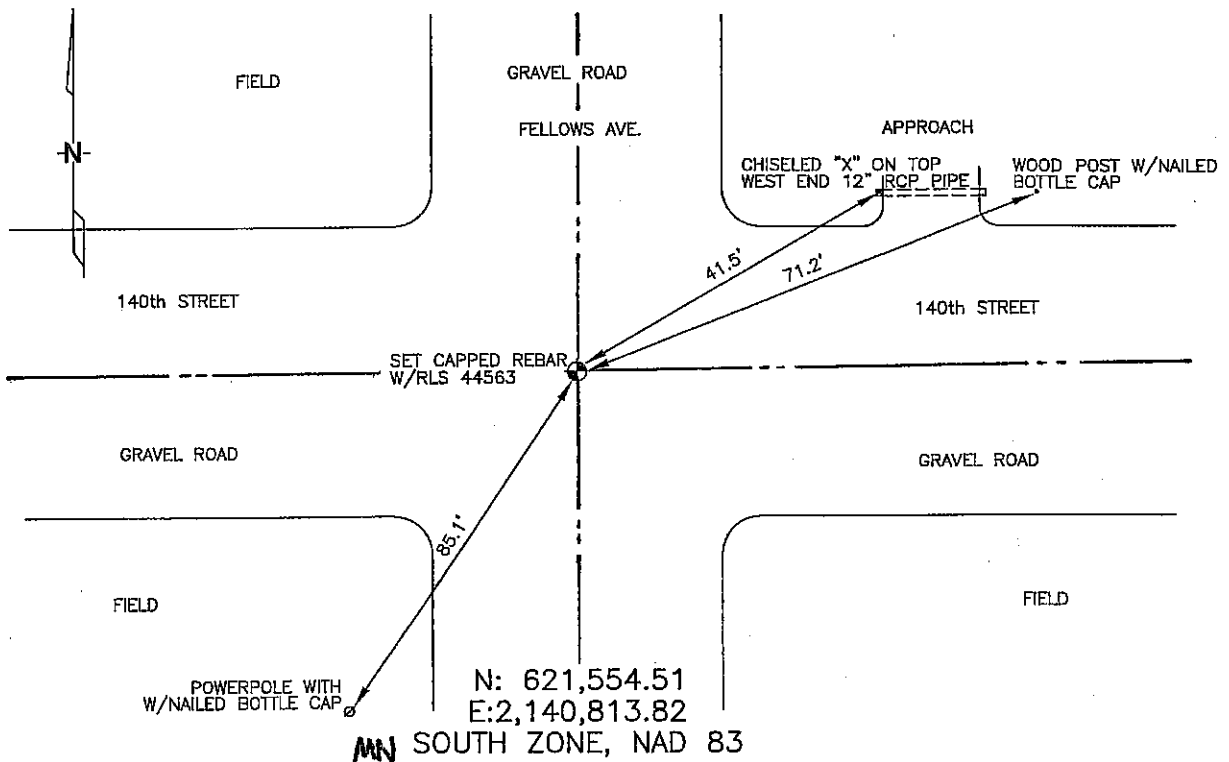 FIELD
GRAVEL ROAD
FELLOWS AVE.
N
APPROACH
CHISELED "X" ON TOP
WEST END 12" RCP PIPE
WOOD POST W/NAILED
BOTTLE CAP
41.5'
71.2'
140th STREET
140th STREET
SET CAPPED REBAR
W/RLS 44563
GRAVEL ROAD
GRAVEL ROAD
85.1'
FIELD
FIELD
POWERPOLE WITH
W/NAILED BOTTLE CAP
N: 621,554.51
E:2,140,813.82
MN SOUTH ZONE, NAD 83